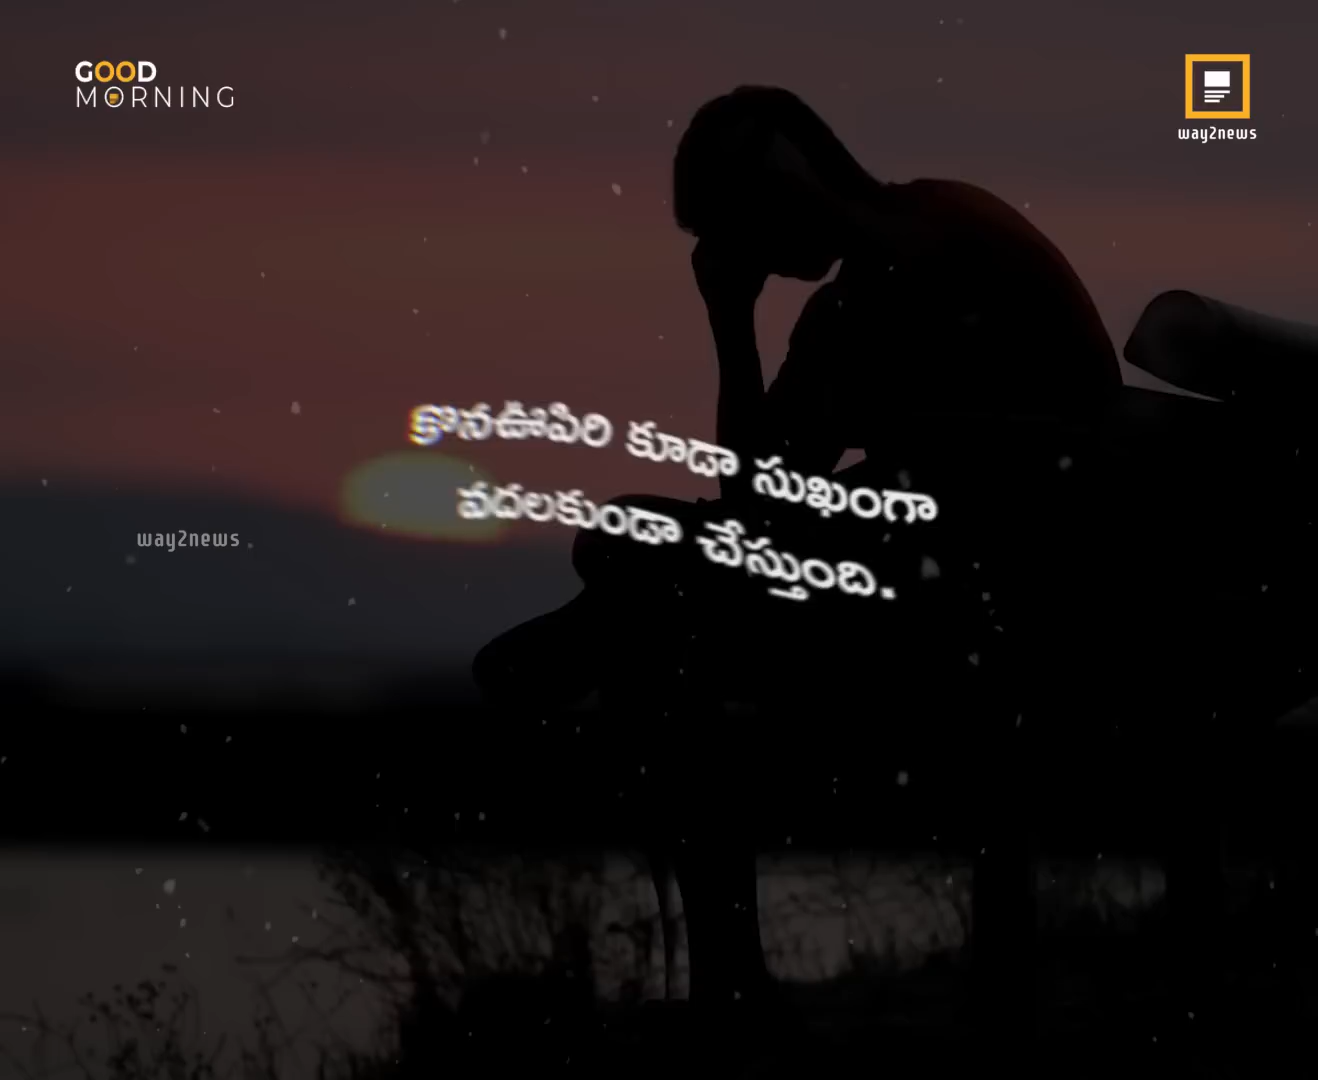 GOOD
MORNING
way2news
కొనఊపిరి కూడా సుఖంగా
వదలకుండా చేస్తుంది.
way2news